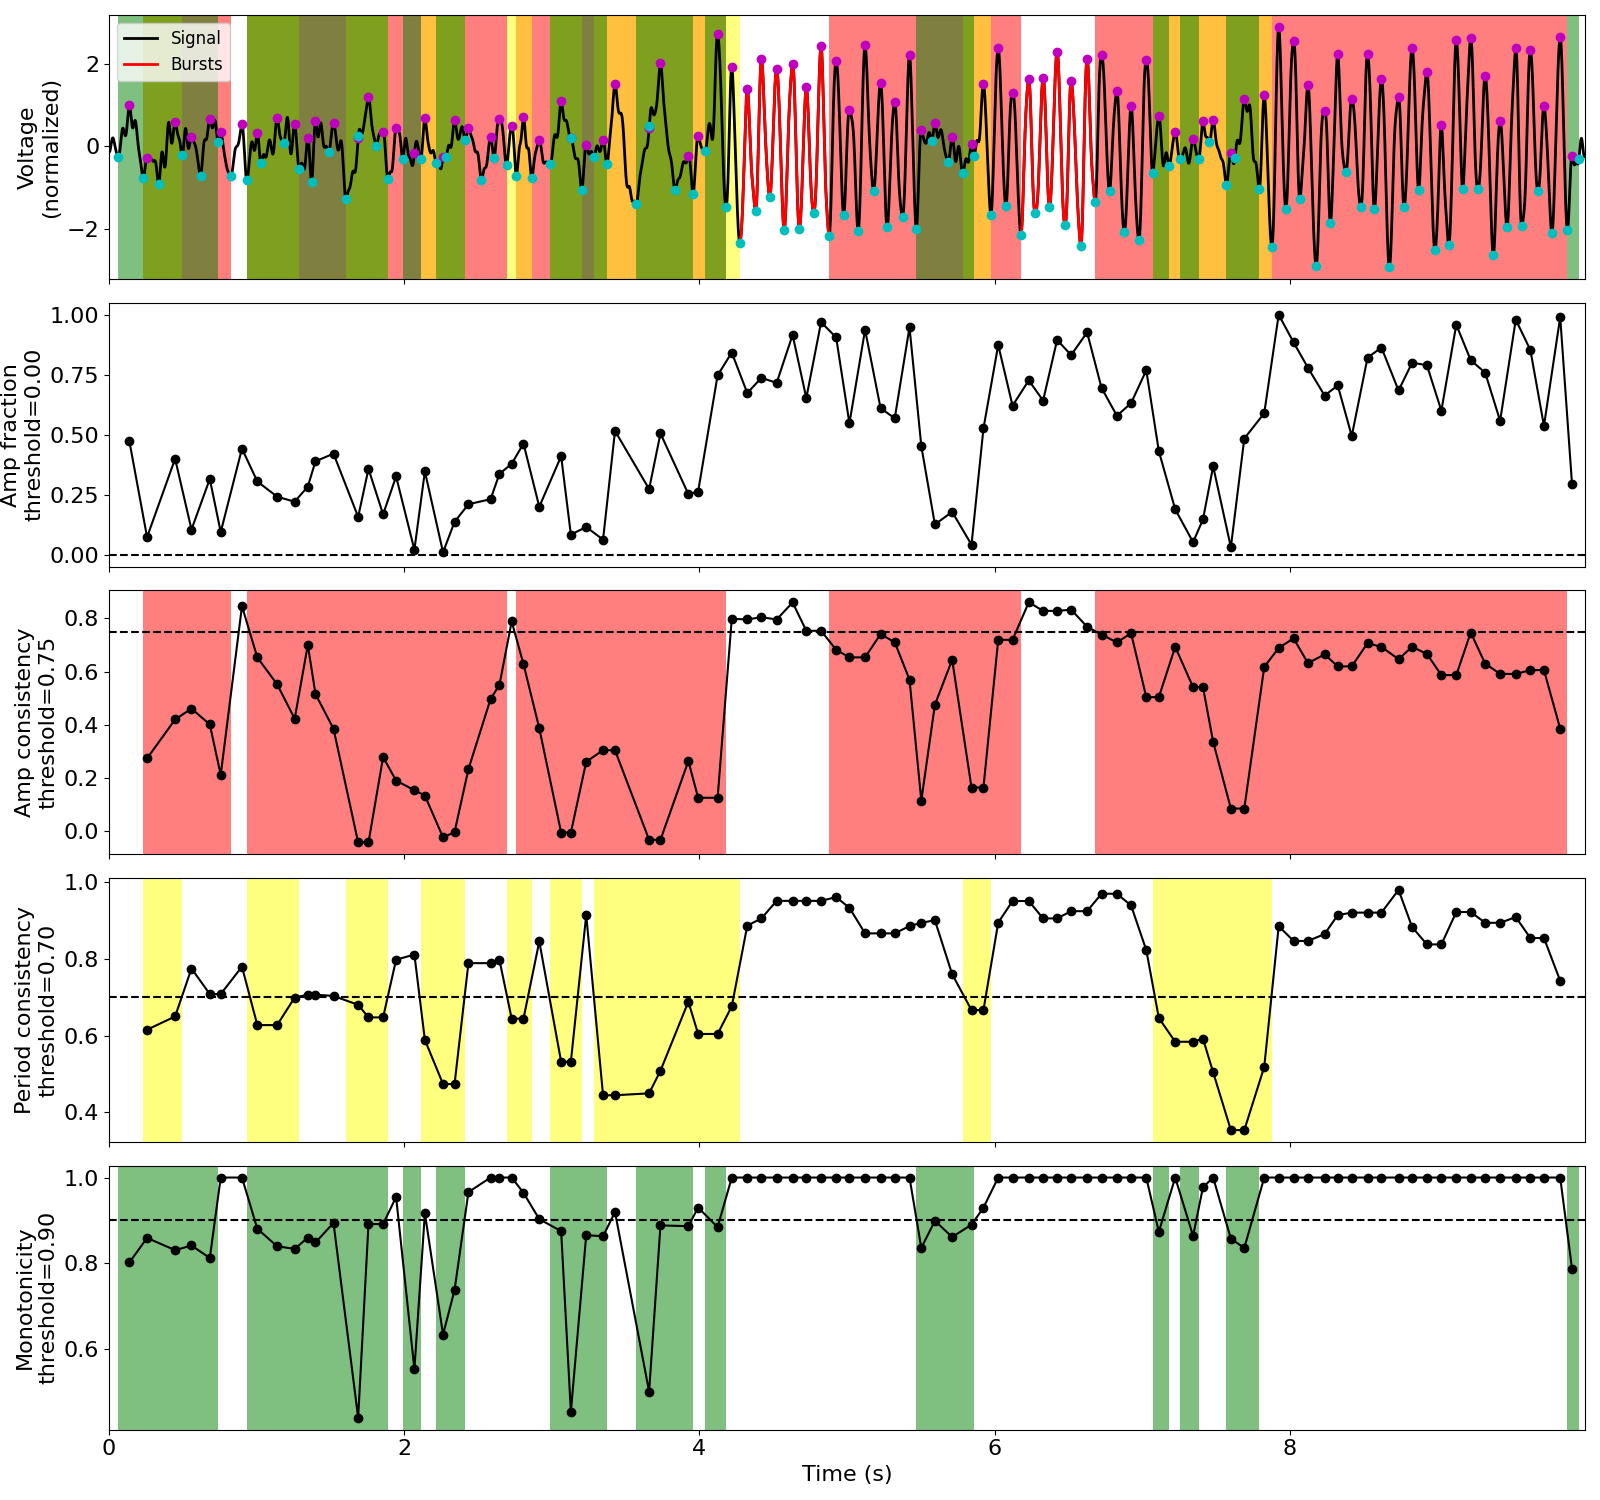 Signal
Bursts
Voltage
(normalized)
2
0
−2
Amp fraction
threshold=0.00
1.00
0.75
0.50
0.25
0.00
Amp consistency
threshold=0.75
0.8
0.6
0.4
0.2
0.0
Period consistency
threshold=0.70
1.0
0.8
0.6
0.4
Monotonicity
threshold=0.90
1.0
0.8
0.6
0 2 4 6 8
Time (s)